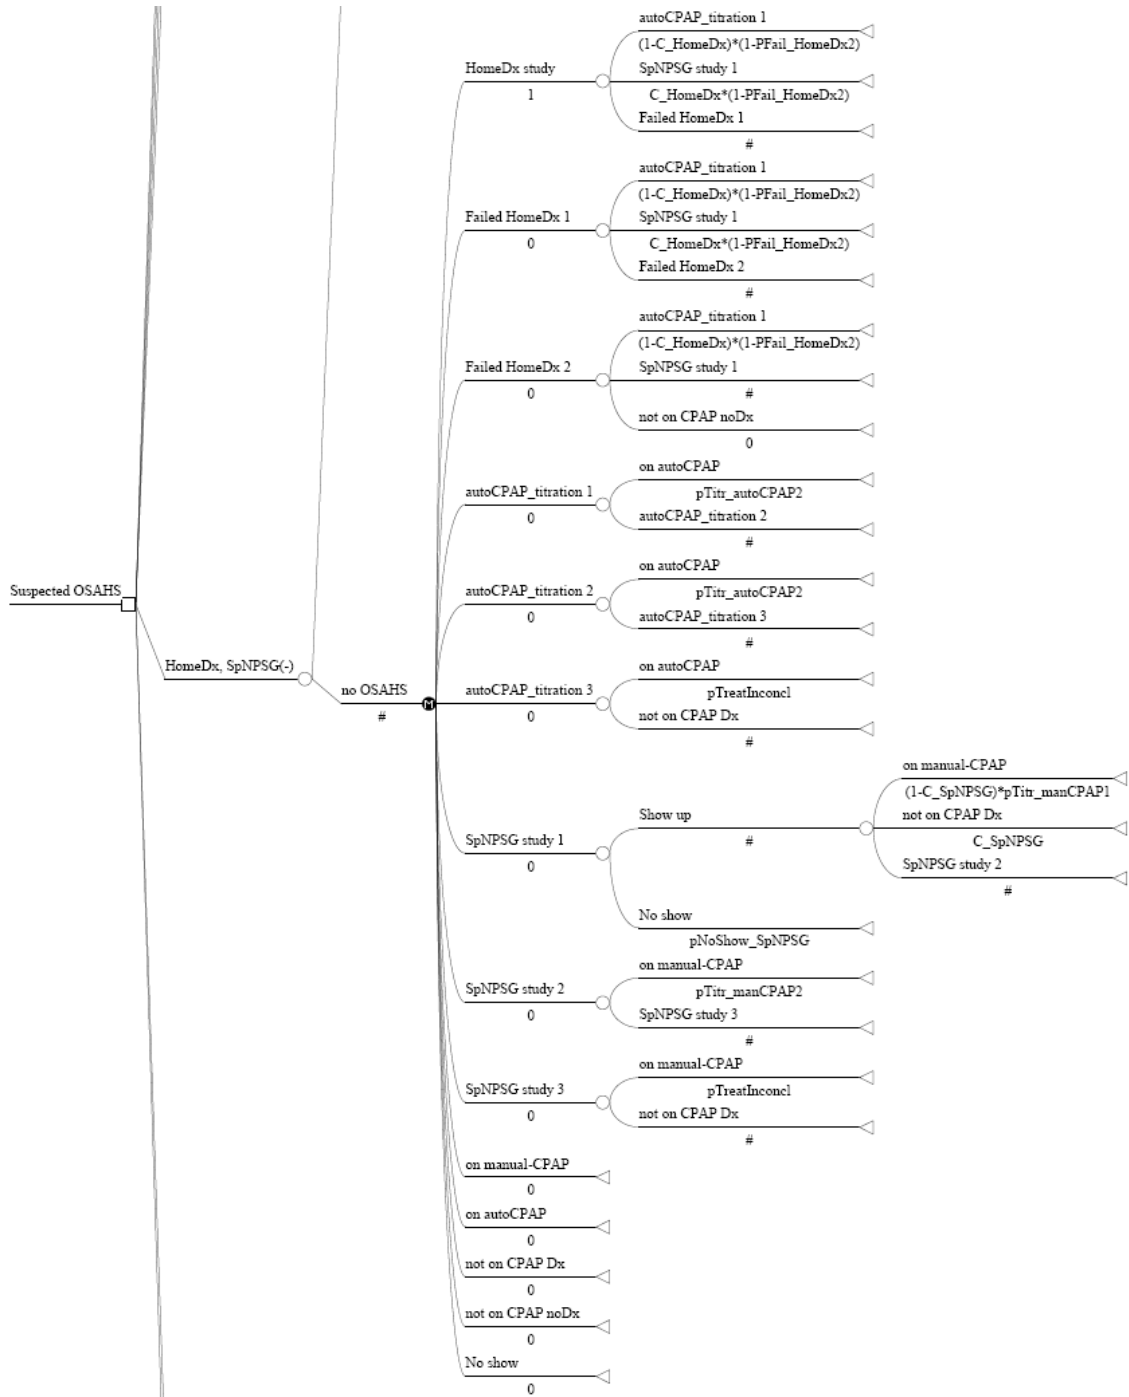 autoCPAP_titration 1
(1-C_HomeDx)*(1-PFail_HomeDx2)
HomeDx study
1
SpNPSG study 1
C_HomeDx*(1-PFail_HomeDx2)
Failed HomeDx 1
#
autoCPAP_titration 1
(1-C_HomeDx)*(1-PFail_HomeDx2)
Failed HomeDx 1
0
SpNPSG study 1
C_HomeDx*(1-PFail_HomeDx2)
Failed HomeDx 2
#
autoCPAP_titration 1
(1-C_HomeDx)*(1-PFail_HomeDx2)
Failed HomeDx 2
0
SpNPSG study 1
#
not on CPAP noDx
0
on autoCPAP
pTitr_autoCPAP2
autoCPAP_titration 1
0
autoCPAP_titration 2
#
Suspected OSAHS
on autoCPAP
pTitr_autoCPAP2
autoCPAP_titration 2
0
autoCPAP_titration 3
#
HomeDx, SpNPSG(-)
no OSAHS
#
M
on autoCPAP
pTreatInconcl
autoCPAP_titration 3
0
not on CPAP Dx
#
on manual-CPAP
(1-C_SpNPSG)*pTitr_manCPAP1
Show up
#
not on CPAP Dx
C_SpNPSG
SpNPSG study 1
0
SpNPSG study 2
#
No show
pNoShow_SpNPSG
on manual-CPAP
pTitr_manCPAP2
SpNPSG study 2
0
SpNPSG study 3
#
on manual-CPAP
pTreatInconcl
SpNPSG study 3
0
not on CPAP Dx
#
on manual-CPAP
0
on autoCPAP
0
not on CPAP Dx
0
not on CPAP noDx
0
No show
0